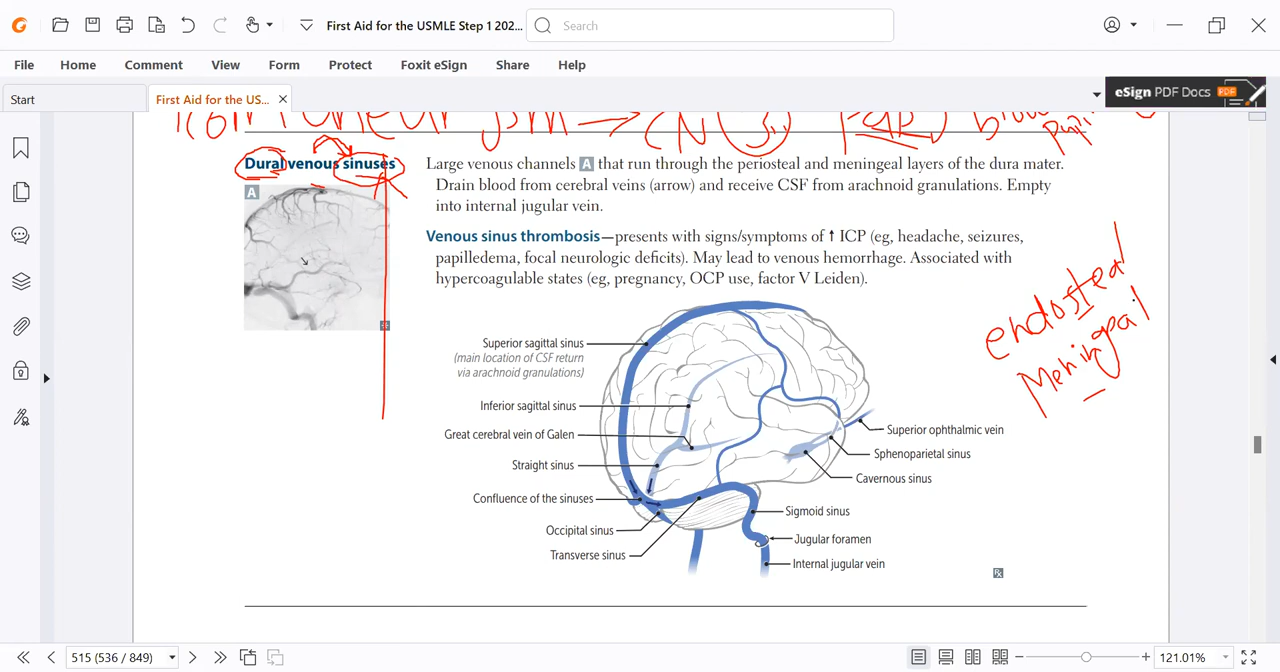 First Aid for the USMLE Step 1 202...
Search
File Home Comment View Form Protect Foxit eSign Share Help
Start
First Aid for the US...
eSign PDF Docs PDF
Dural venous sinuses
A
Large venous channels A that run through the periosteal and meningeal layers of the dura mater.
Drain blood from cerebral veins (arrow) and receive CSF from arachnoid granulations. Empty
into internal jugular vein.
Venous sinus thrombosis—presents with signs/symptoms of ↑ ICP (eg, headache, seizures,
papilledema, focal neurologic deficits). May lead to venous hemorrhage. Associated with
hypercoagulable states (eg, pregnancy, OCP use, factor V Leiden).
endosteal
Meningeal
Superior sagittal sinus
(main location of CSF return
via arachnoid granulations)
Inferior sagittal sinus
Great cerebral vein of Galen
Straight sinus
Confluence of the sinuses
Occipital sinus
Transverse sinus
Superior ophthalmic vein
Sphenoparietal sinus
Cavernous sinus
Sigmoid sinus
Jugular foramen
Internal jugular vein
515 (536 / 849)
121.01%